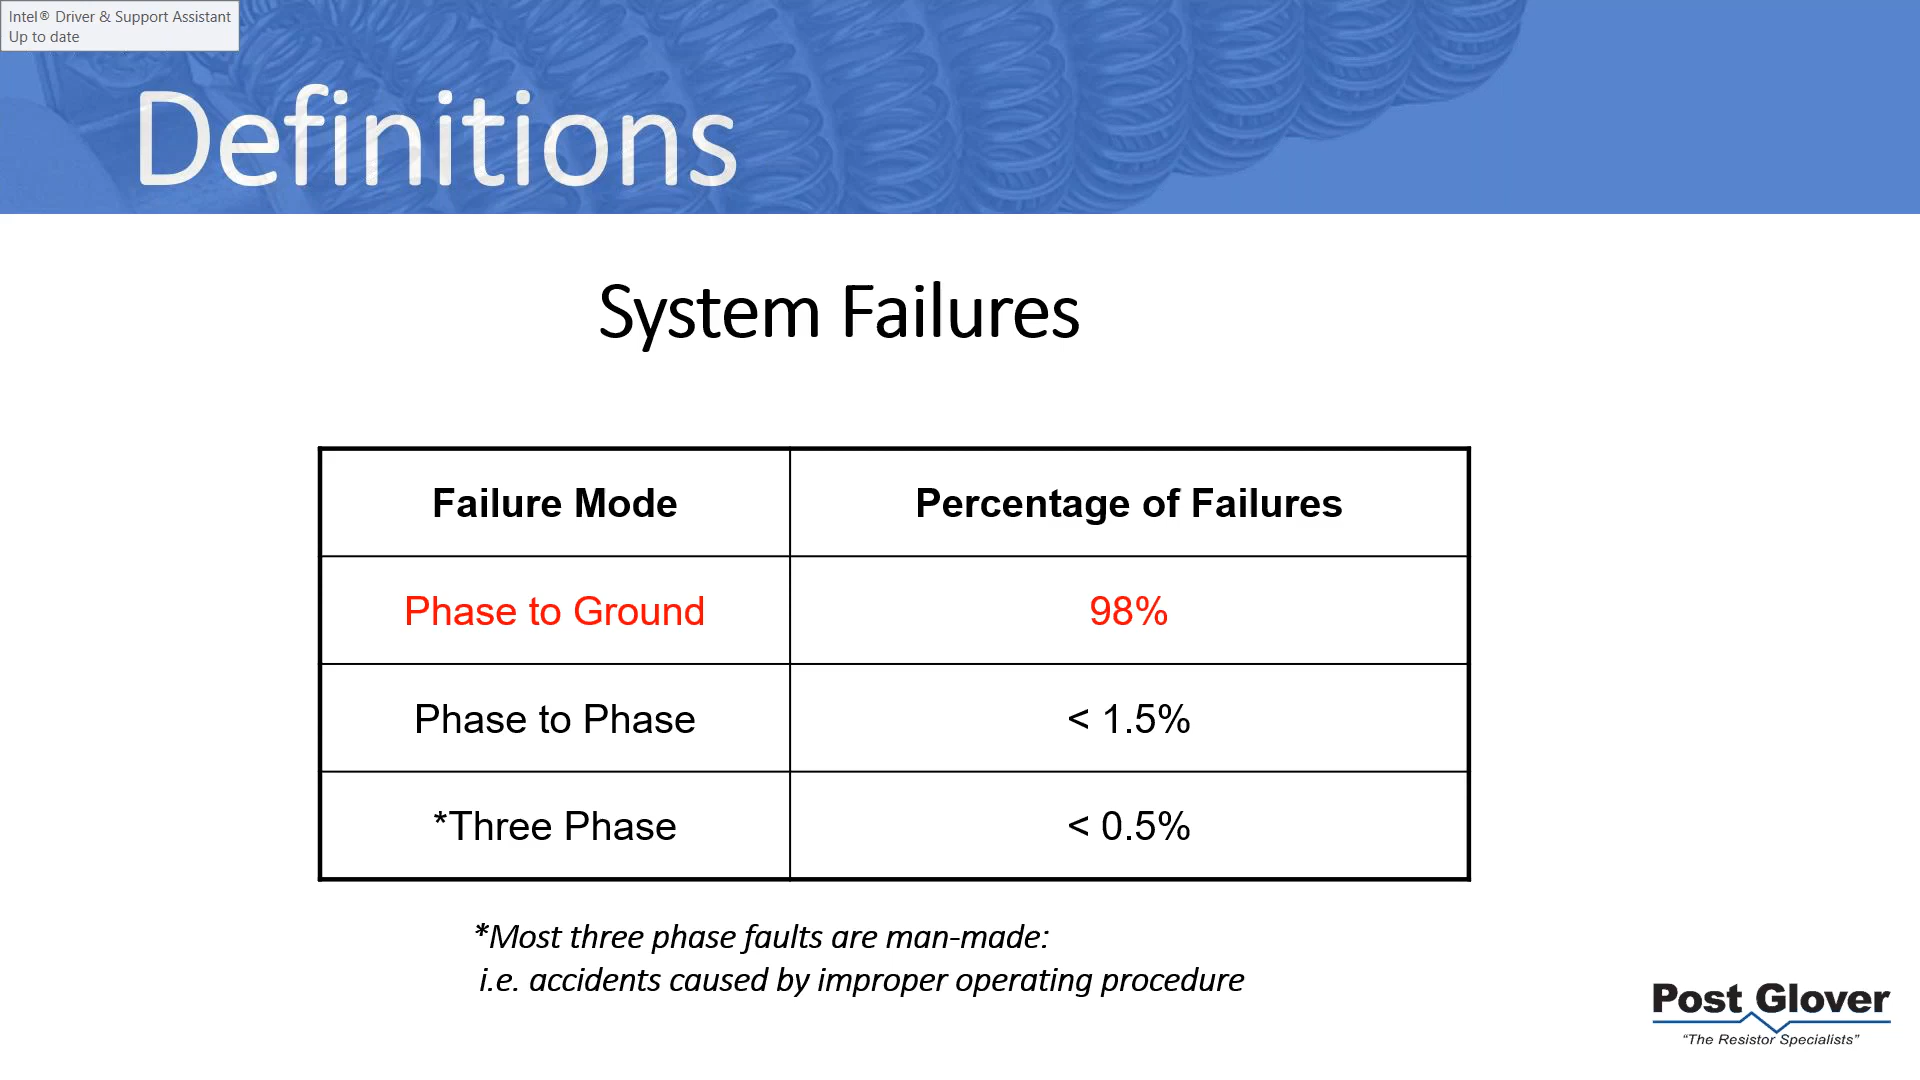 Intel® Driver & Support Assistant
Up to date
Definitions
System Failures
Failure Mode
Percentage of Failures
Phase to Ground
98%
Phase to Phase
< 1.5%
*Three Phase
< 0.5%
*Most three phase faults are man-made:
i.e. accidents caused by improper operating procedure
Post Glover
“The Resistor Specialists”